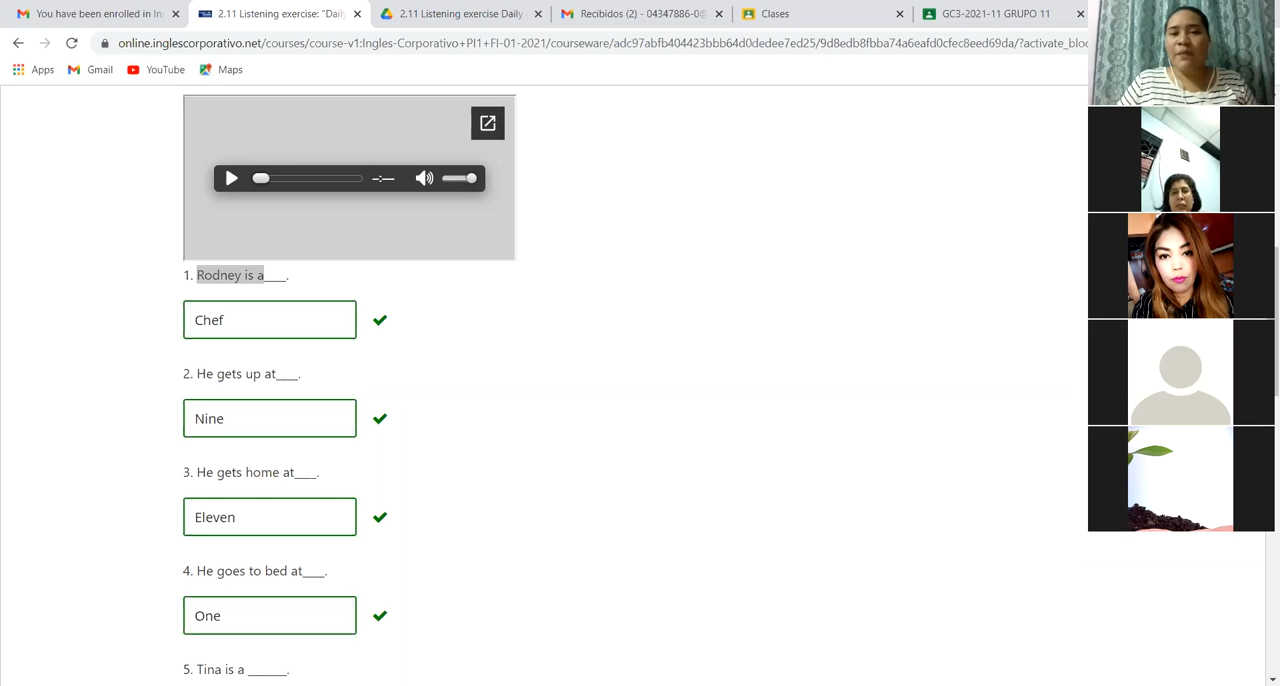 You have been enrolled in In
2.11 Listening exercise: "Daily
2.11 Listening exercise Daily
Recibidos (2) - 04347886-0@
Clases
GC3-2021-11 GRUPO 11
online.inglescorporativo.net/courses/course-v1:Ingles-Corporativo+PI1+FI-01-2021/courseware/adc97abfb404423bbb64d0dedee7ed25/9d8edb8fbba74a6eafd0cfec8eed69da/?activate_bloc
Apps
Gmail
YouTube
Maps
--:--
1. Rodney is a____.
Chef
2. He gets up at____.
Nine
3. He gets home at____.
Eleven
4. He goes to bed at____.
One
5. Tina is a _______.